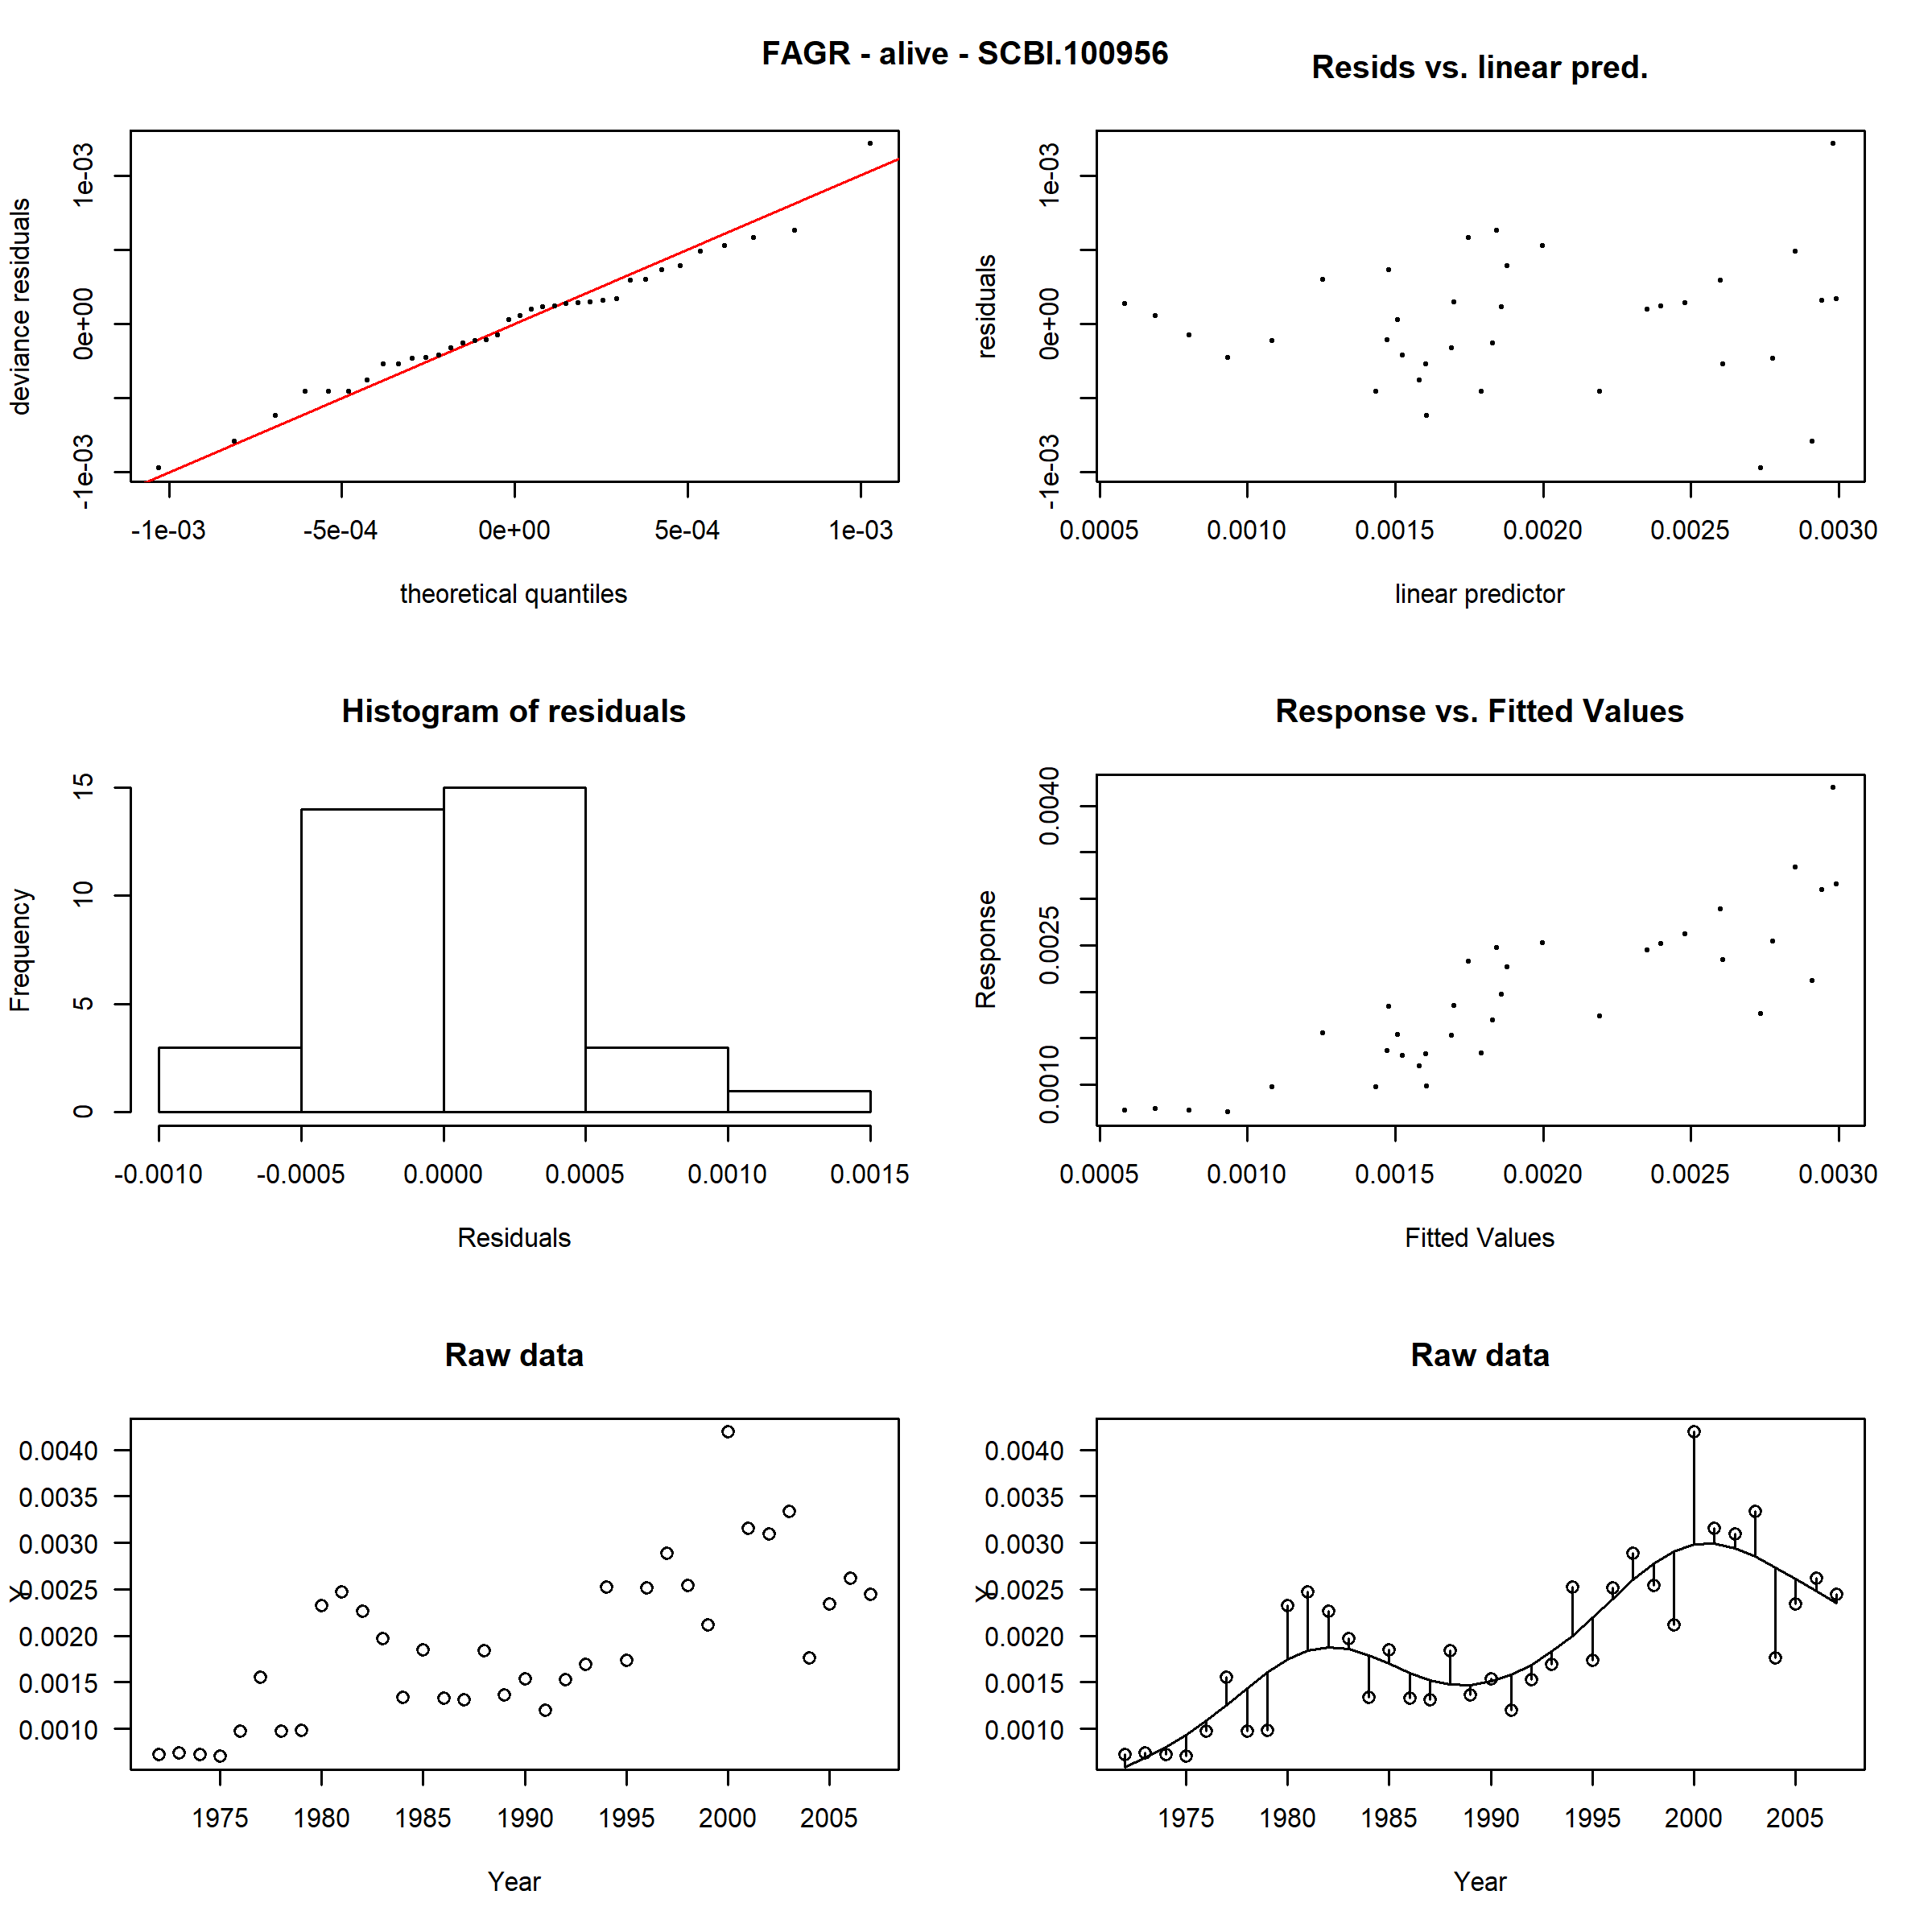 FAGR - alive - SCBI.100956
Resids vs. linear pred.
deviance residuals
1e-03
0e+00
-1e-03
-1e-03 -5e-04 0e+00 5e-04 1e-03
theoretical quantiles
residuals
1e-03
0e+00
-1e-03
0.0005 0.0010 0.0015 0.0020 0.0025 0.0030
linear predictor
Histogram of residuals
Frequency
15
10
5
0
-0.0010 -0.0005 0.0000 0.0005 0.0010 0.0015
Residuals
Response vs. Fitted Values
Response
0.0040
0.0025
0.0010
0.0005 0.0010 0.0015 0.0020 0.0025 0.0030
Fitted Values
Raw data
Y
0.0040
0.0035
0.0030
0.0025
0.0020
0.0015
0.0010
1975 1980 1985 1990 1995 2000 2005
Year
Raw data
Y
0.0040
0.0035
0.0030
0.0025
0.0020
0.0015
0.0010
1975 1980 1985 1990 1995 2000 2005
Year